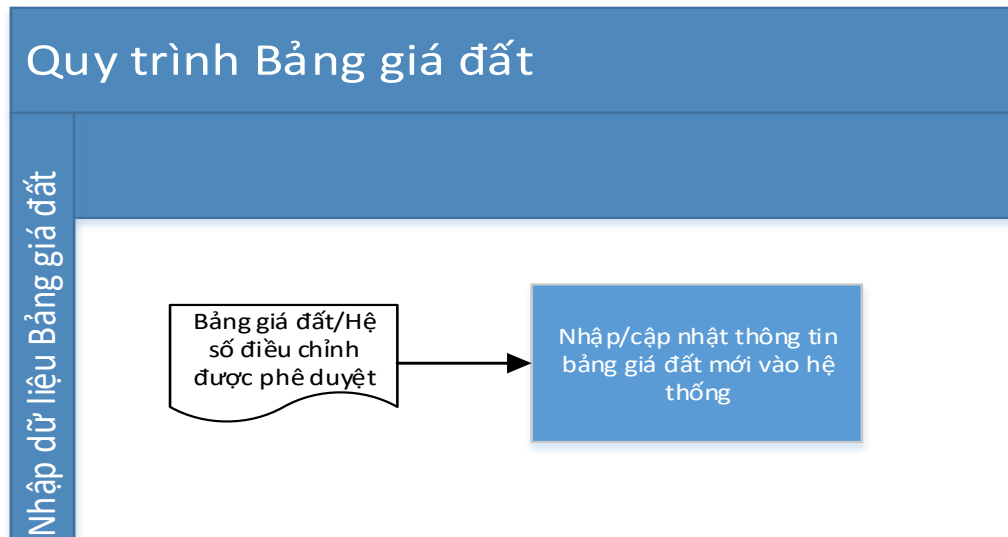 Quy trình Bảng giá đất
Nhập dữ liệu Bảng giá đất
Bảng giá đất/Hệ
số điều chỉnh
được phê duyệt
Nhập/cập nhật thông tin
bảng giá đất mới vào hệ
thống